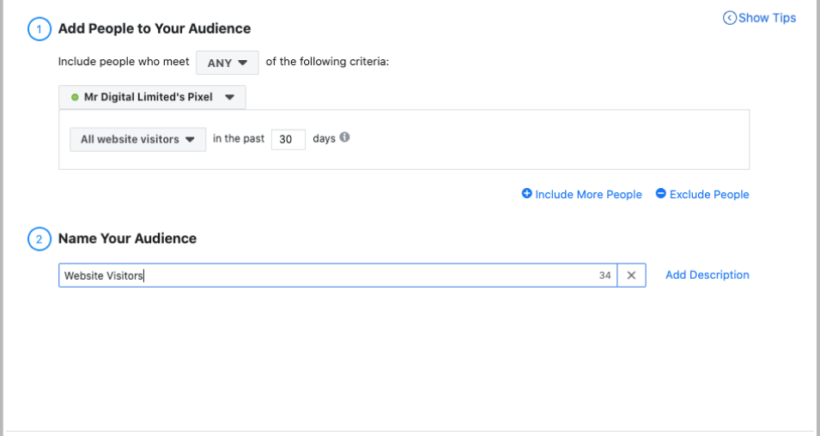 Show Tips
1 Add People to Your Audience
Include people who meet ANY of the following criteria:
Mr Digital Limited's Pixel
All website visitors in the past 30 days
Include More People Exclude People
2 Name Your Audience
Website Visitors 34 Add Description